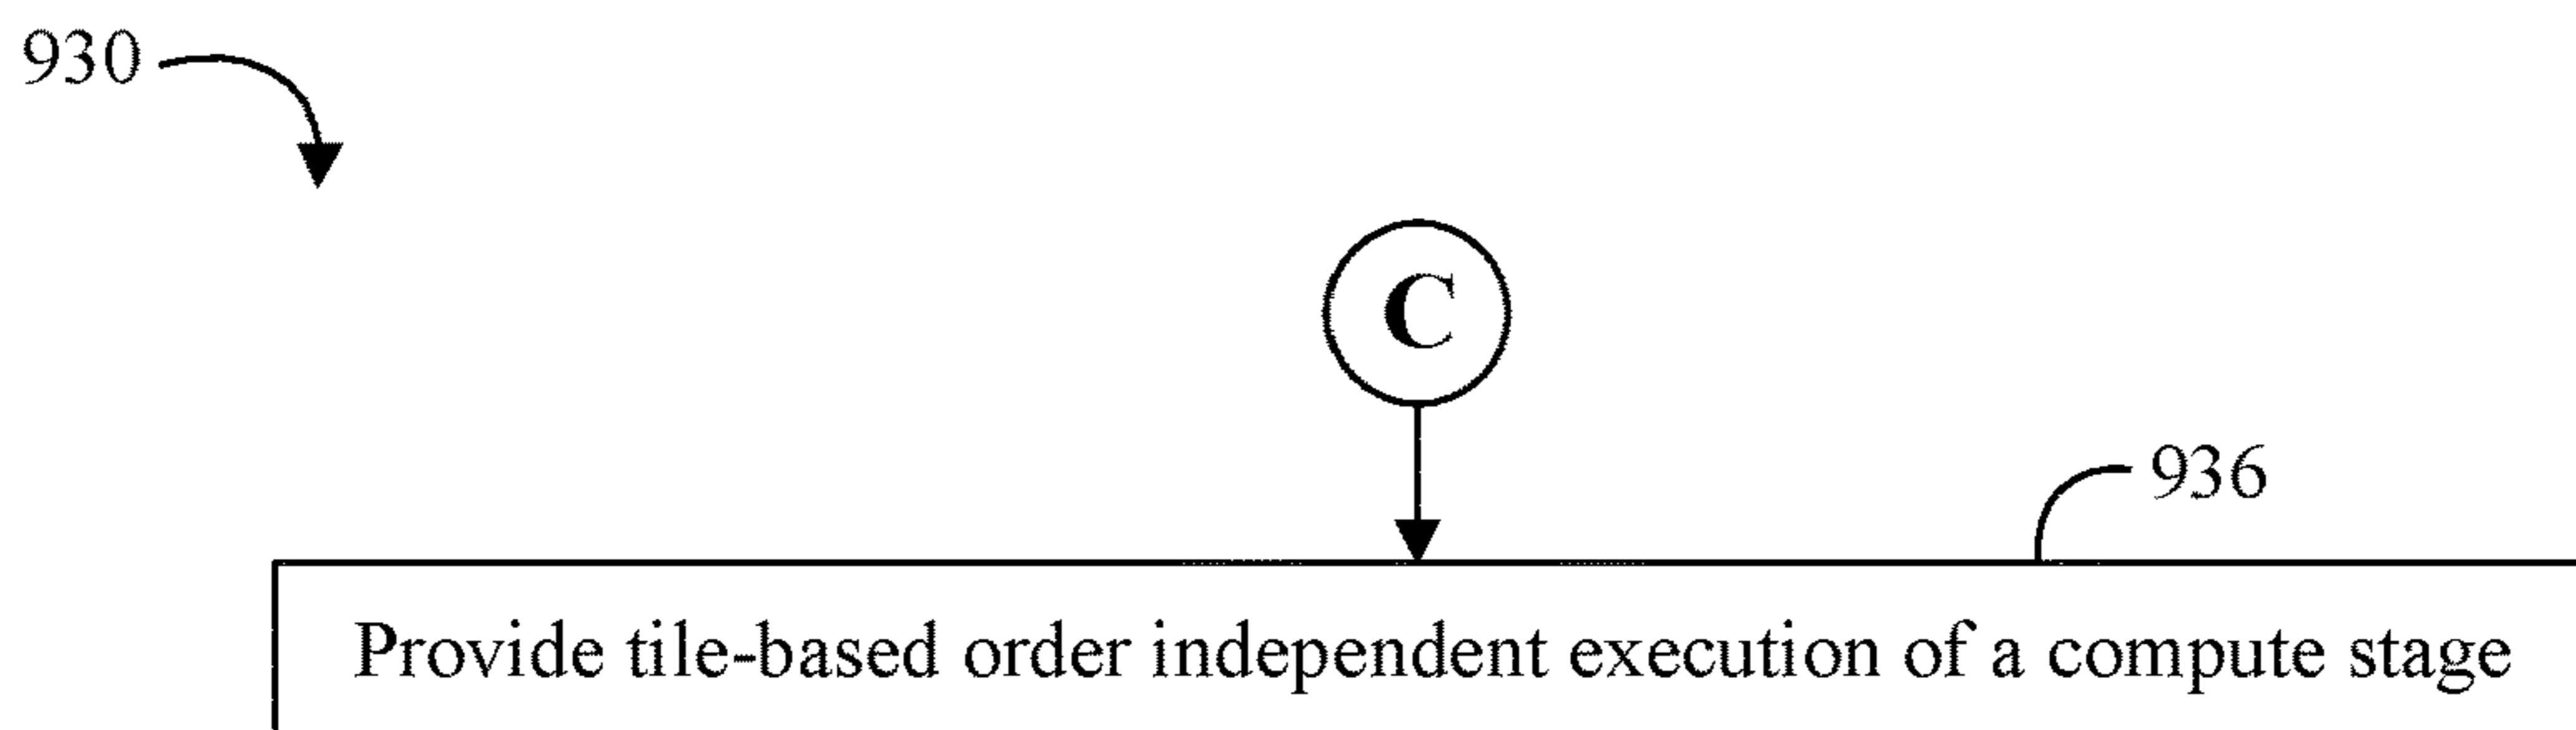 930
C
936
Provide tile-based order independent execution of a compute stage